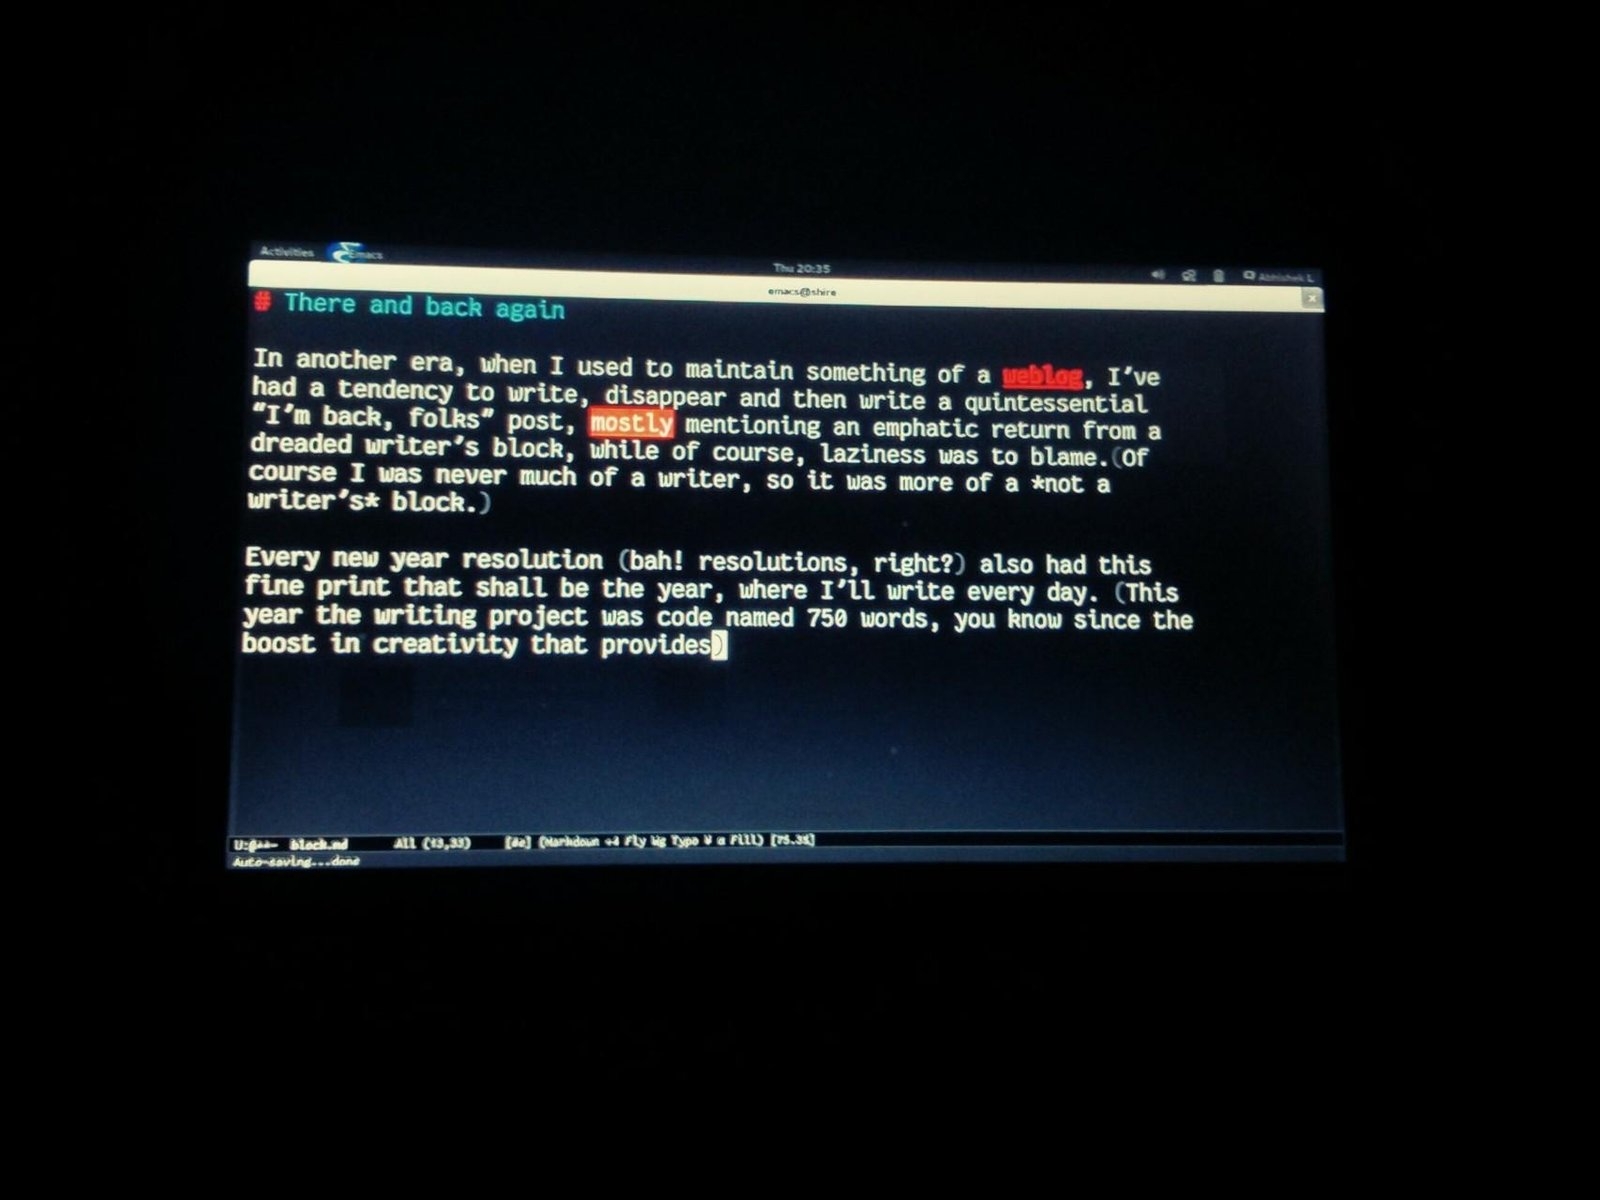 Activities Emacs Thu 20:35 Abhishek L
emacs@shire
# There and back again
In another era, when I used to maintain something of a weblog, I’ve
had a tendency to write, disappear and then write a quintessential
“I’m back, folks” post, mostly mentioning an emphatic return from a
dreaded writer’s block, while of course, laziness was to blame.(Of
course I was never much of a writer, so it was more of a *not a
writer’s* block.)
Every new year resolution (bah! resolutions, right?) also had this
fine print that shall be the year, where I’ll write every day. (This
year the writing project was code named 750 words, you know since the
boost in creativity that provides)
block.md All (13,33) (Markdown Fly Wg Typo Fill)
Auto-saving...done